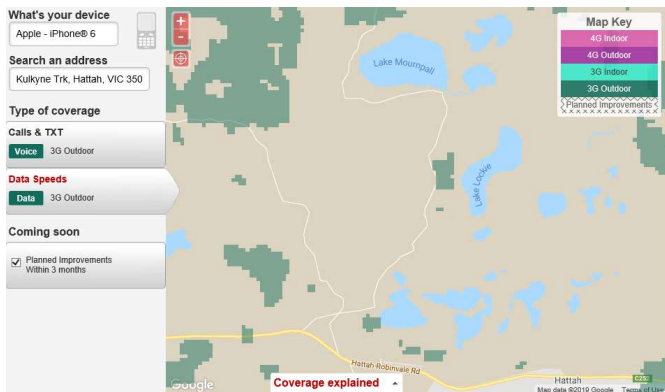 What's your device
Apple - iPhone® 6
Search an address
Kulkyne Trk, Hattah, VIC 350
Type of coverage
Calls & TXT
Voice 3G Outdoor
Data Speeds
Data 3G Outdoor
Coming soon
Planned Improvements
Within 3 months
+
-
Lake Mournpall
Lake Lockie
Map Key
4G Indoor
4G Outdoor
3G Indoor
3G Outdoor
Planned Improvements
Hattah-Robinvale Rd
Hattah
C252
Google
Coverage explained
Map data ©2019 Google Terms of Use